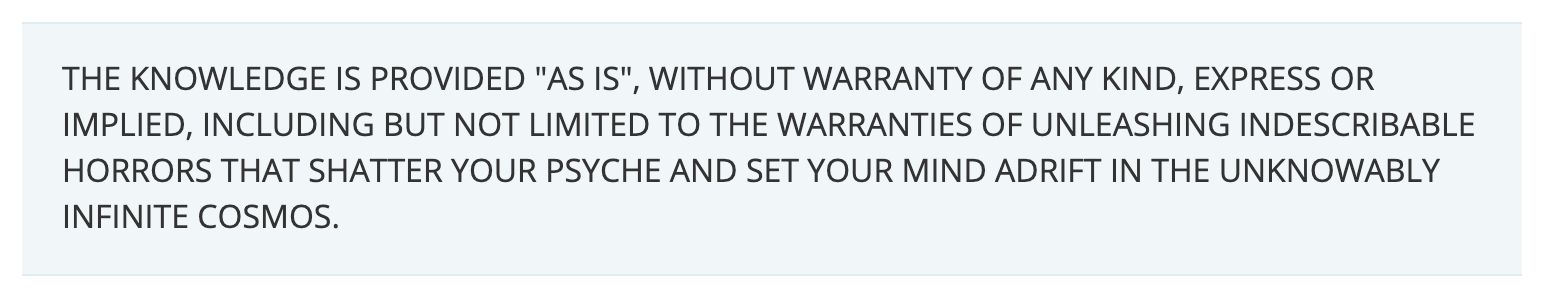 THE KNOWLEDGE IS PROVIDED "AS IS", WITHOUT WARRANTY OF ANY KIND, EXPRESS OR
IMPLIED, INCLUDING BUT NOT LIMITED TO THE WARRANTIES OF UNLEASHING INDESCRIBABLE
HORRORS THAT SHATTER YOUR PSYCHE AND SET YOUR MIND ADRIFT IN THE UNKNOWABLY
INFINITE COSMOS.